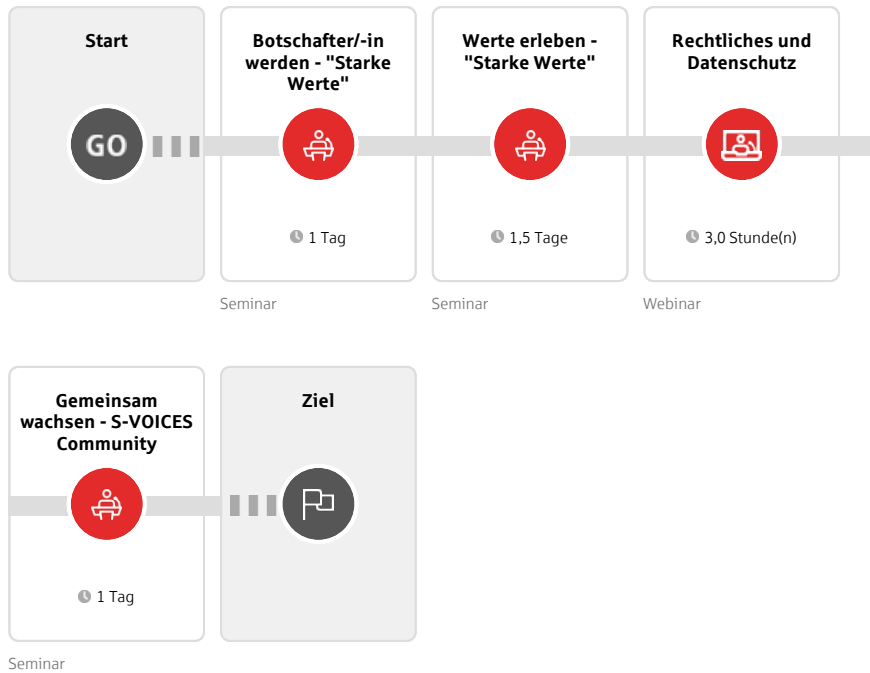 Start
GO
Botschafter/-in
werden - "Starke
Werte"
1 Tag
Seminar
Werte erleben -
"Starke Werte"
1,5 Tage
Seminar
Rechtliches und
Datenschutz
3,0 Stunde(n)
Webinar
Gemeinsam
wachsen - S-VOICES
Community
1 Tag
Seminar
Ziel